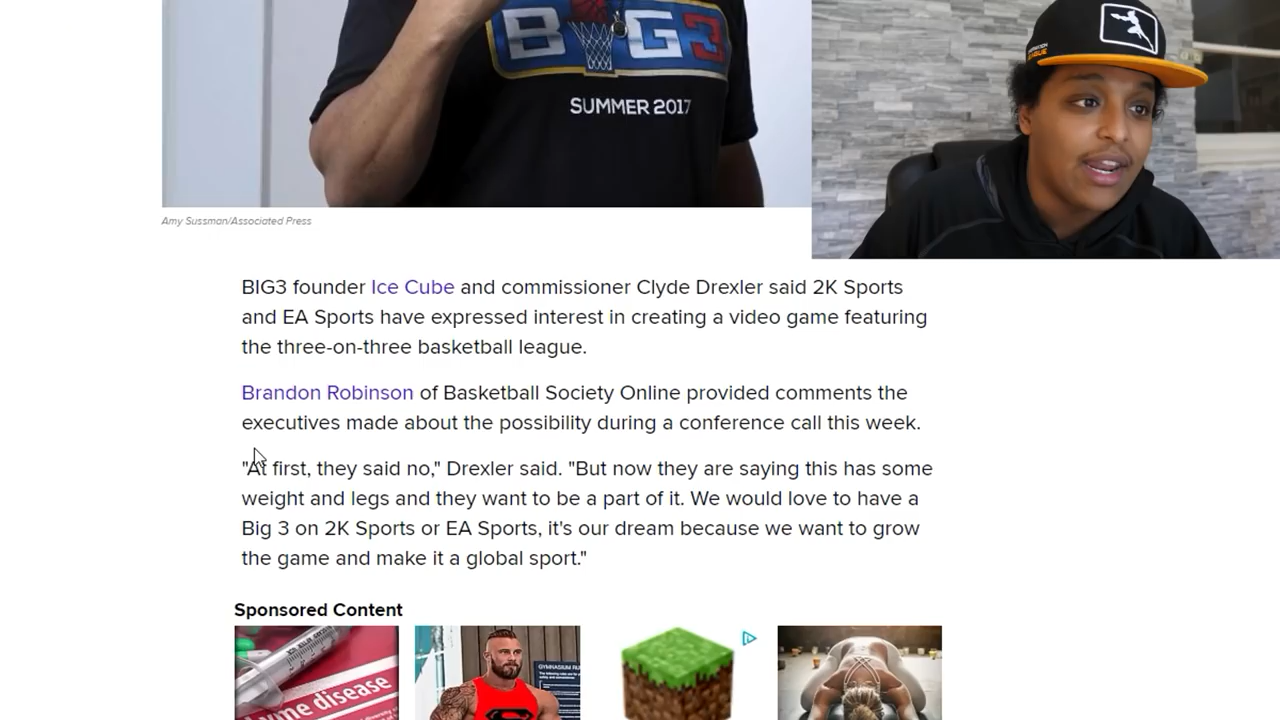 BIG3
SUMMER 2017
Amy Sussman/Associated Press
BIG3 founder Ice Cube and commissioner Clyde Drexler said 2K Sports
and EA Sports have expressed interest in creating a video game featuring
the three-on-three basketball league.
Brandon Robinson of Basketball Society Online provided comments the
executives made about the possibility during a conference call this week.
"At first, they said no," Drexler said. "But now they are saying this has some
weight and legs and they want to be a part of it. We would love to have a
Big 3 on 2K Sports or EA Sports, it's our dream because we want to grow
the game and make it a global sport."
Sponsored Content
yme disease